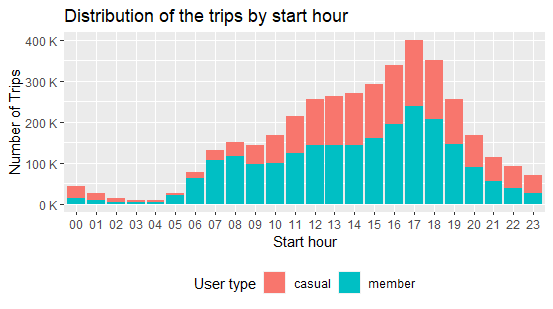 Distribution of the trips by start hour
Number of Trips
400 K
300 K
200 K
100 K
0 K
00 01 02 03 04 05 06 07 08 09 10 11 12 13 14 15 16 17 18 19 20 21 22 23
Start hour
User type casual member